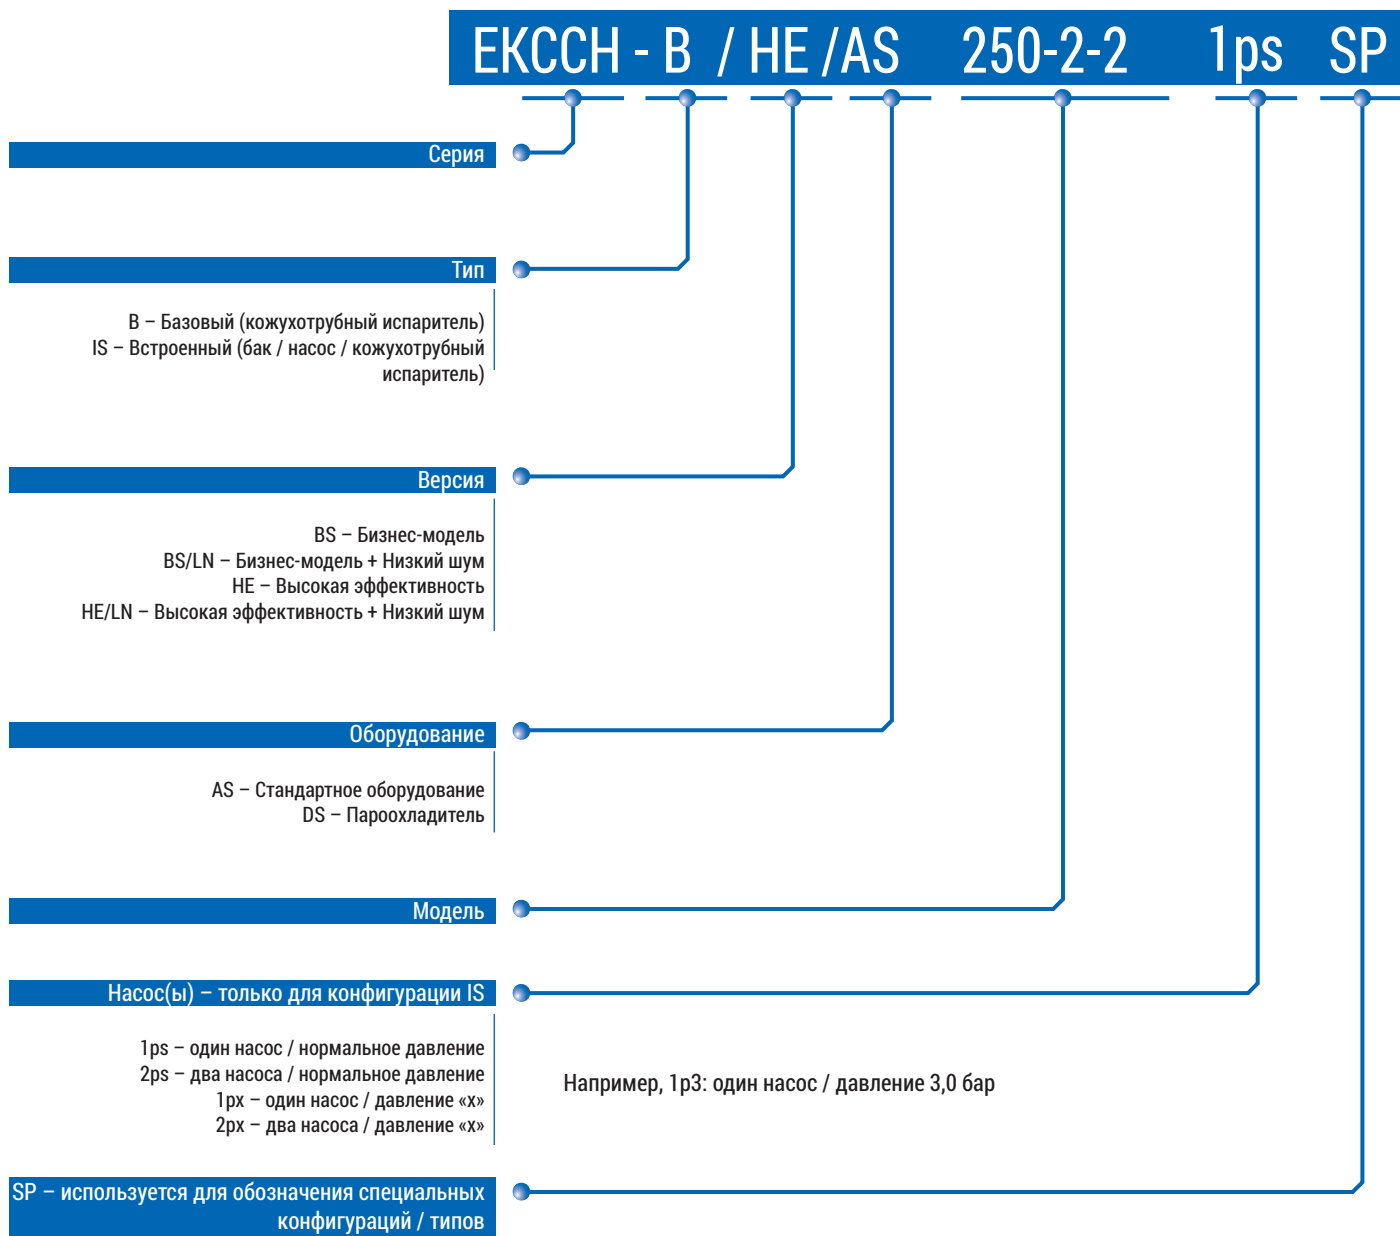 EKCCH - B / HE /AS 250-2-2 1ps SP
Серия
Тип
B – Базовый (кожухотрубный испаритель)
IS – Встроенный (бак / насос / кожухотрубный
испаритель)
Версия
BS – Бизнес-модель
BS/LN – Бизнес-модель + Низкий шум
HE – Высокая эффективность
HE/LN – Высокая эффективность + Низкий шум
Оборудование
AS – Стандартное оборудование
DS – Пароохладитель
Модель
Насос(ы) – только для конфигурации IS
1ps – один насос / нормальное давление
2ps – два насоса / нормальное давление
1px – один насос / давление «x»
2px – два насоса / давление «x»
Например, 1p3: один насос / давление 3,0 бар
SP – используется для обозначения специальных
конфигураций / типов